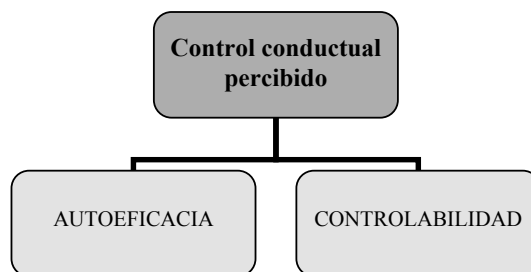 Control conductual
percibido
AUTOEFICACIA
CONTROLABILIDAD